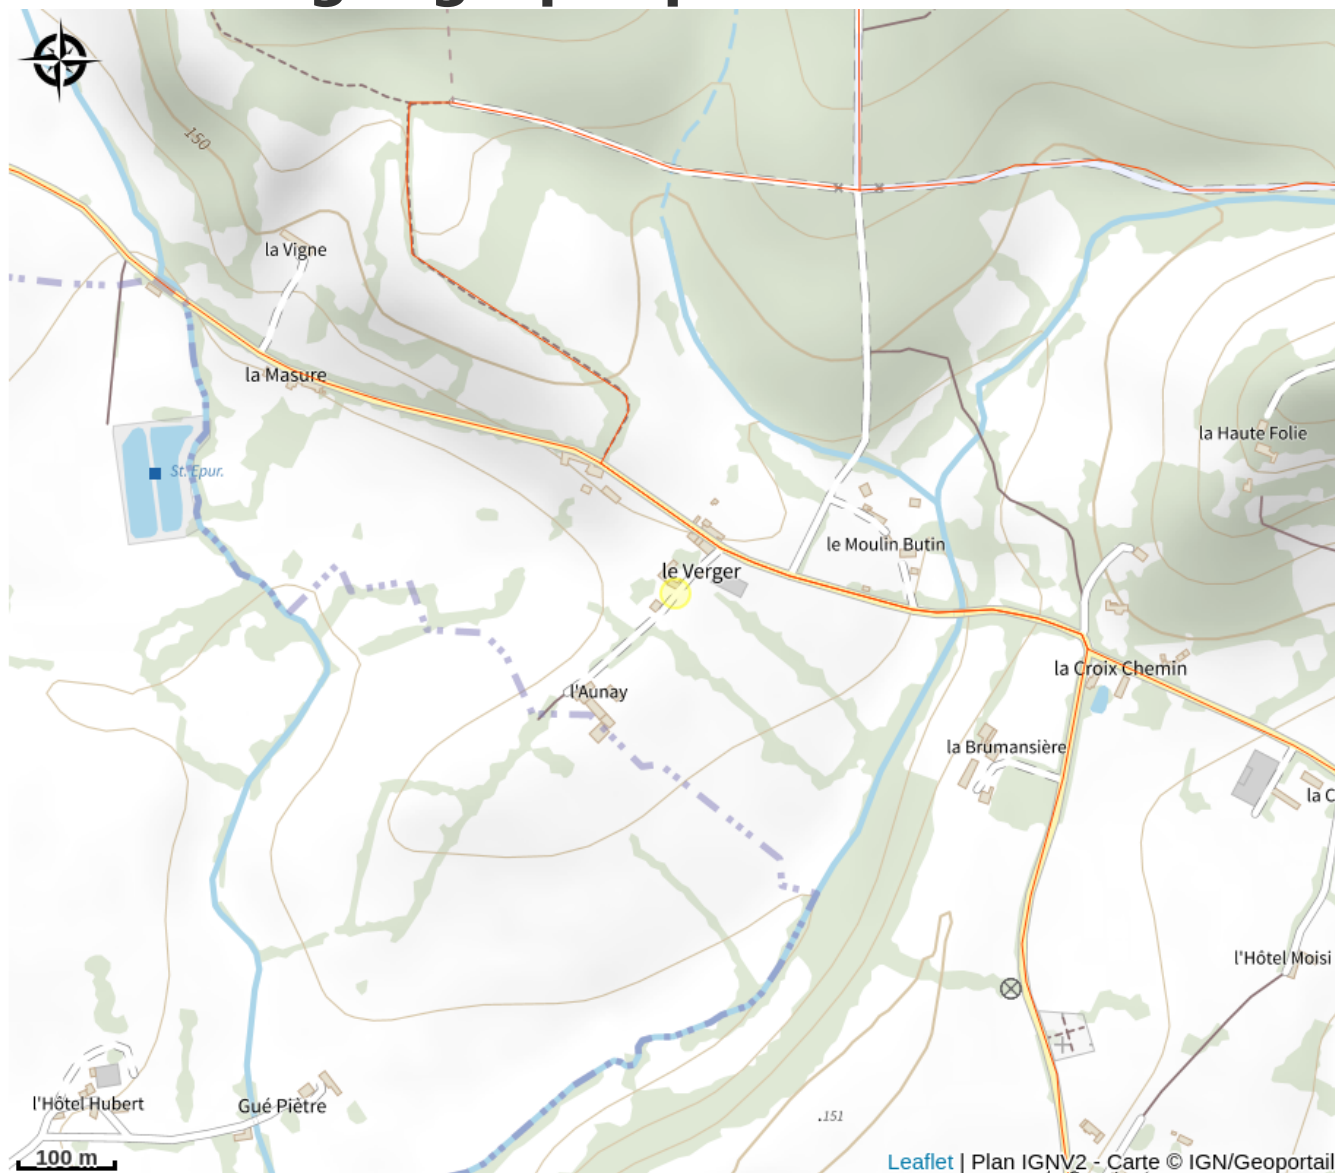 150
la Vigne
la Masure
la Haute Folie
St. Epur.
le Moulin Butin
le Verger
la Croix Chemin
l'Aunay
la Brumansière
la C
l'Hôtel Moisi
l'Hôtel Hubert
Gué Piètre
.151
100 m
Leaflet | Plan IGNV2 - Carte © IGN/Geoportail